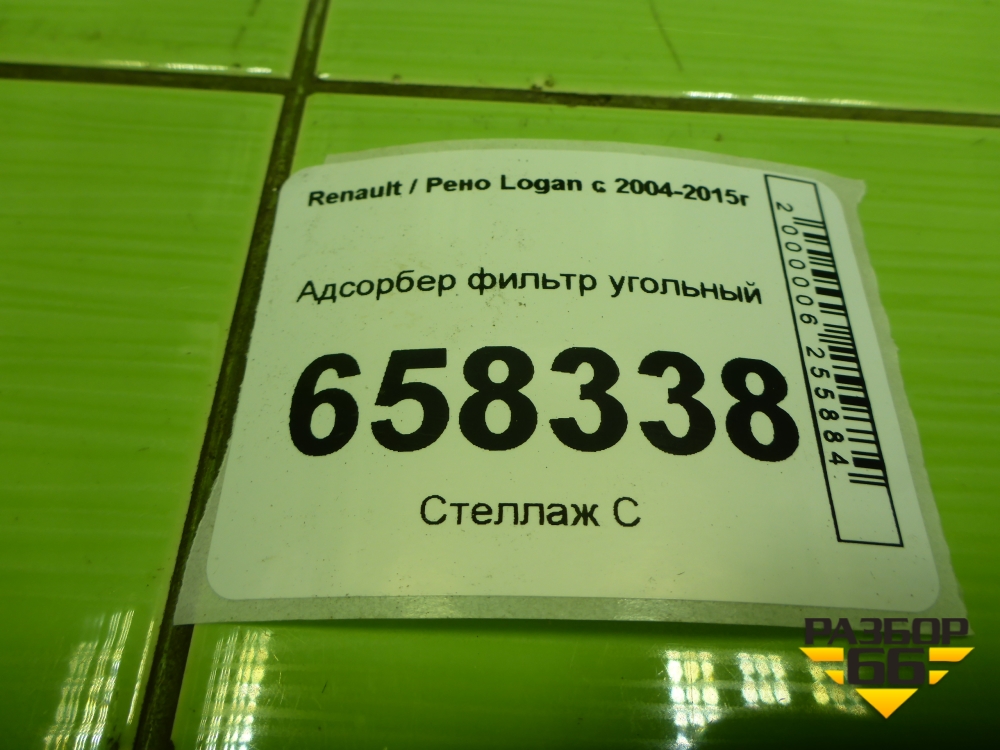 Renault / Рено Logan с 2004-2015г
Адсорбер фильтр угольный
658338
Стеллаж С
2000006255884
РАЗБОР
66